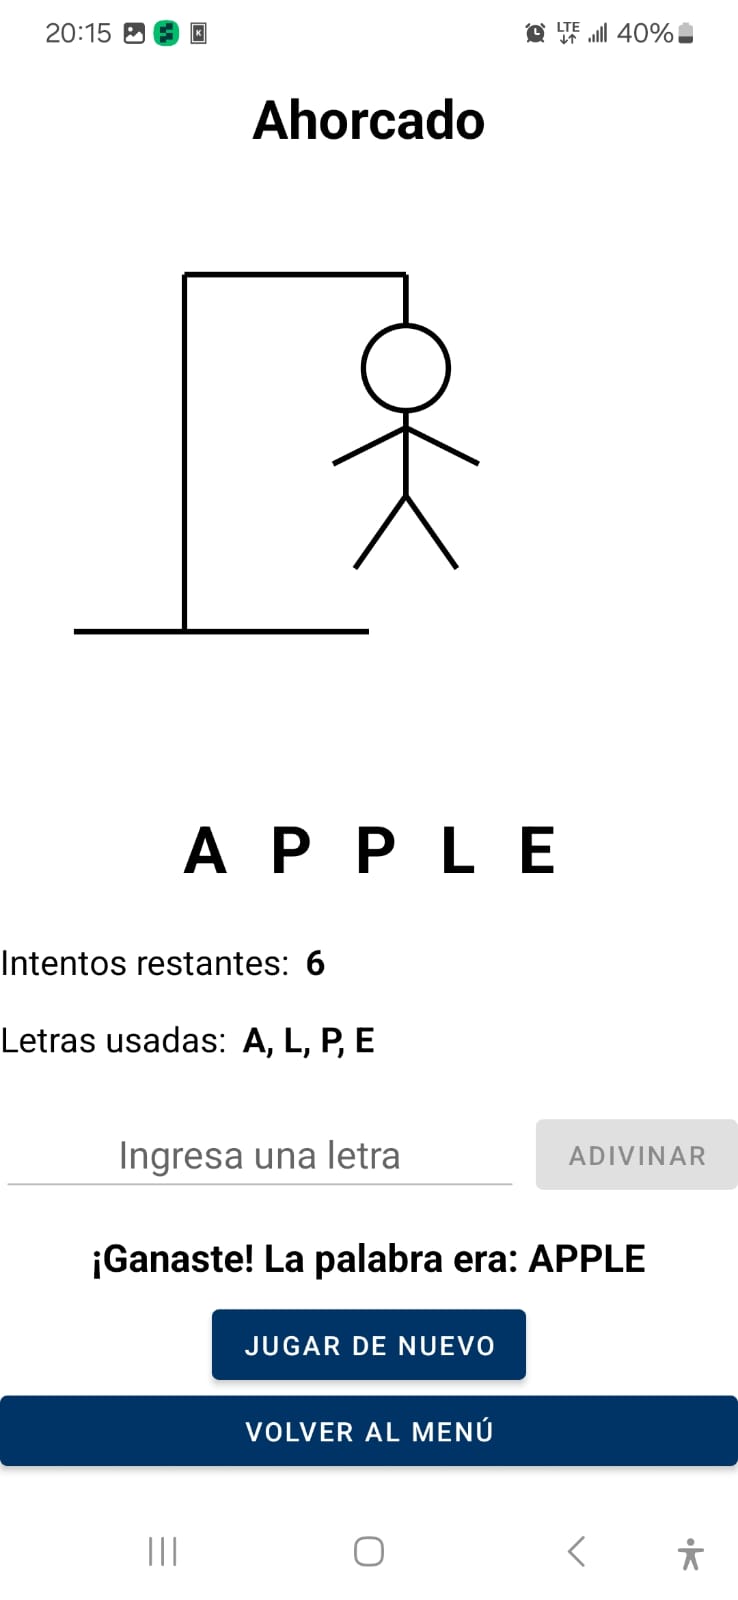 20:15 LTE 40%
Ahorcado
A P P L E
Intentos restantes: 6
Letras usadas: A, L, P, E
Ingresa una letra ADIVINAR
¡Ganaste! La palabra era: APPLE
JUGAR DE NUEVO
VOLVER AL MENÚ